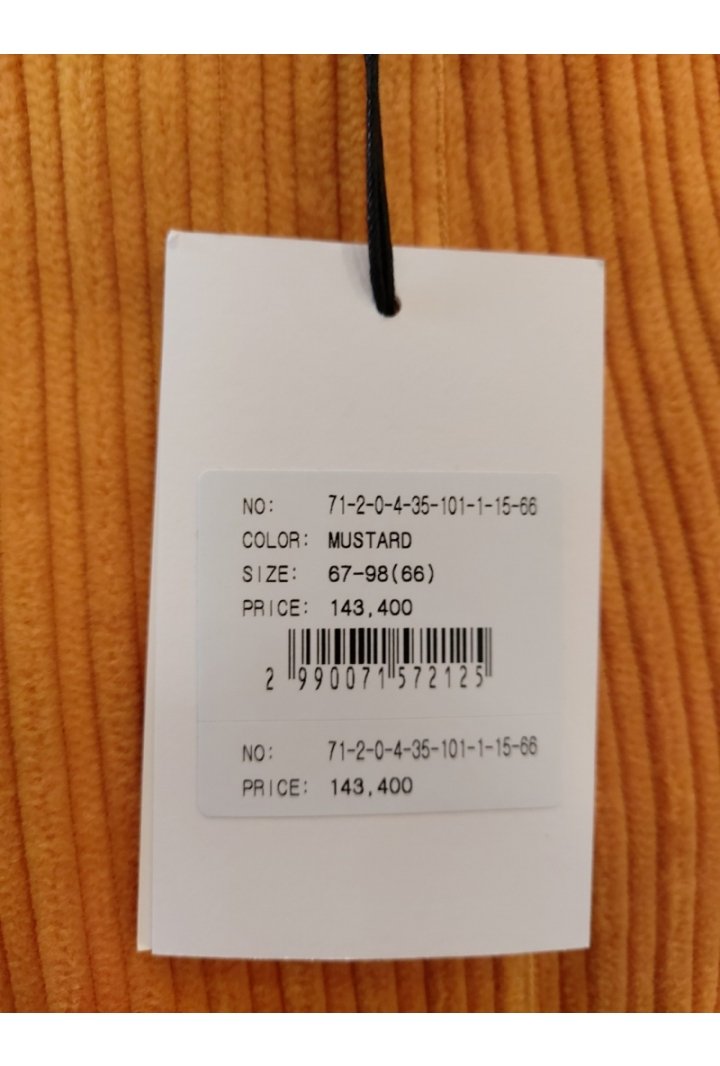 NO: 71-2-0-4-35-101-1-15-66
COLOR: MUSTARD
SIZE: 67-98(66)
PRICE: 143,400
2 990071 572125
NO: 71-2-0-4-35-101-1-15-66
PRICE: 143,400